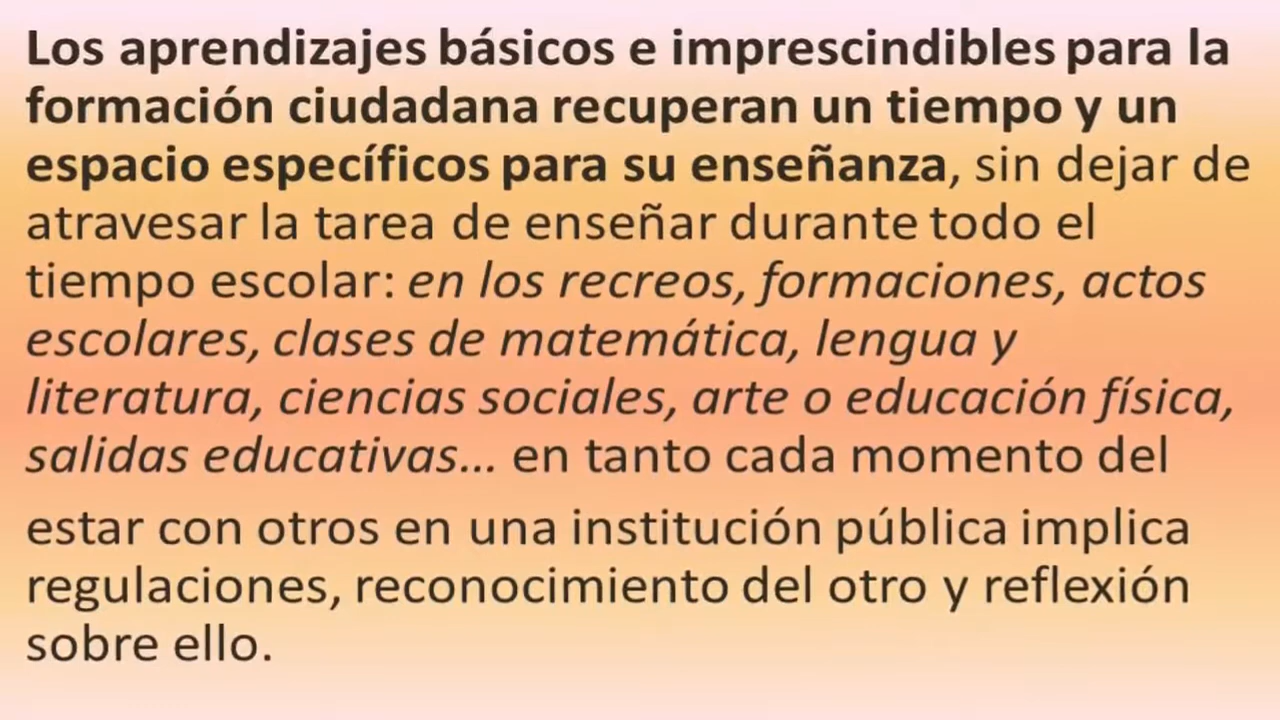 Los aprendizajes básicos e imprescindibles para la
formación ciudadana recuperan un tiempo y un
espacio específicos para su enseñanza, sin dejar de
atravesar la tarea de enseñar durante todo el
tiempo escolar: en los recreos, formaciones, actos
escolares, clases de matemática, lengua y
literatura, ciencias sociales, arte o educación física,
salidas educativas... en tanto cada momento del
estar con otros en una institución pública implica
regulaciones, reconocimiento del otro y reflexión
sobre ello.